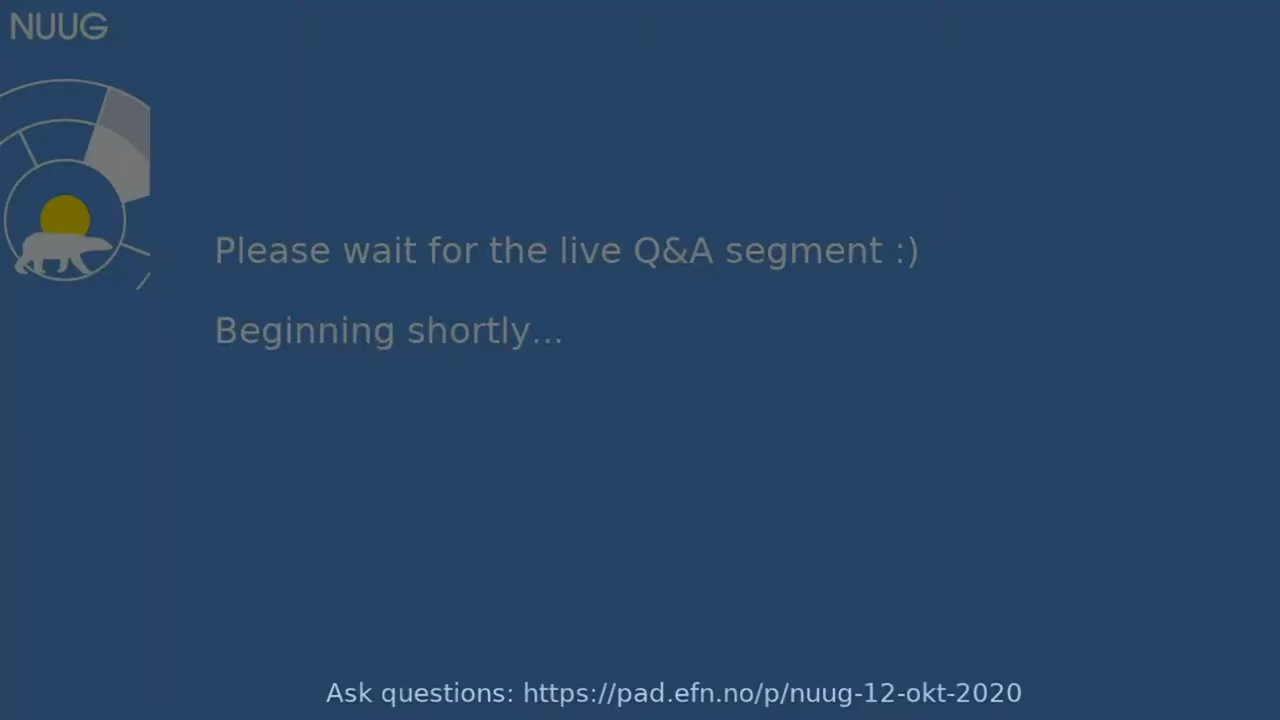 NUUG
Please wait for the live Q&A segment :)
Beginning shortly...
Ask questions: https://pad.efn.no/p/nuug-12-okt-2020